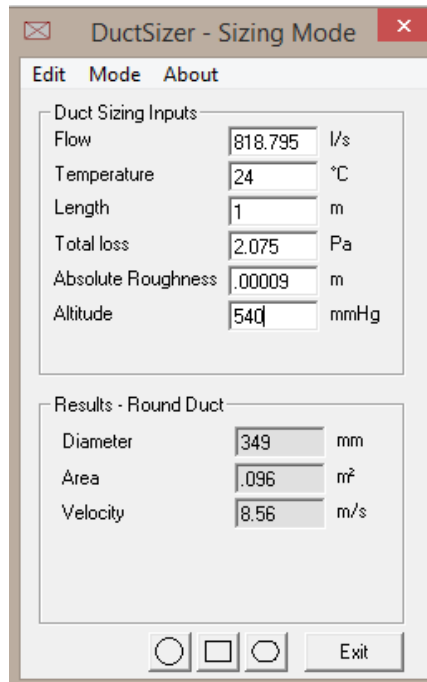 DuctSizer - Sizing Mode
Edit Mode About
Duct Sizing Inputs
Flow 818.795 l/s
Temperature 24 °C
Length 1 m
Total loss 2.075 Pa
Absolute Roughness .00009 m
Altitude 540 mmHg
Results - Round Duct
Diameter 349 mm
Area .096 m²
Velocity 8.56 m/s
Exit